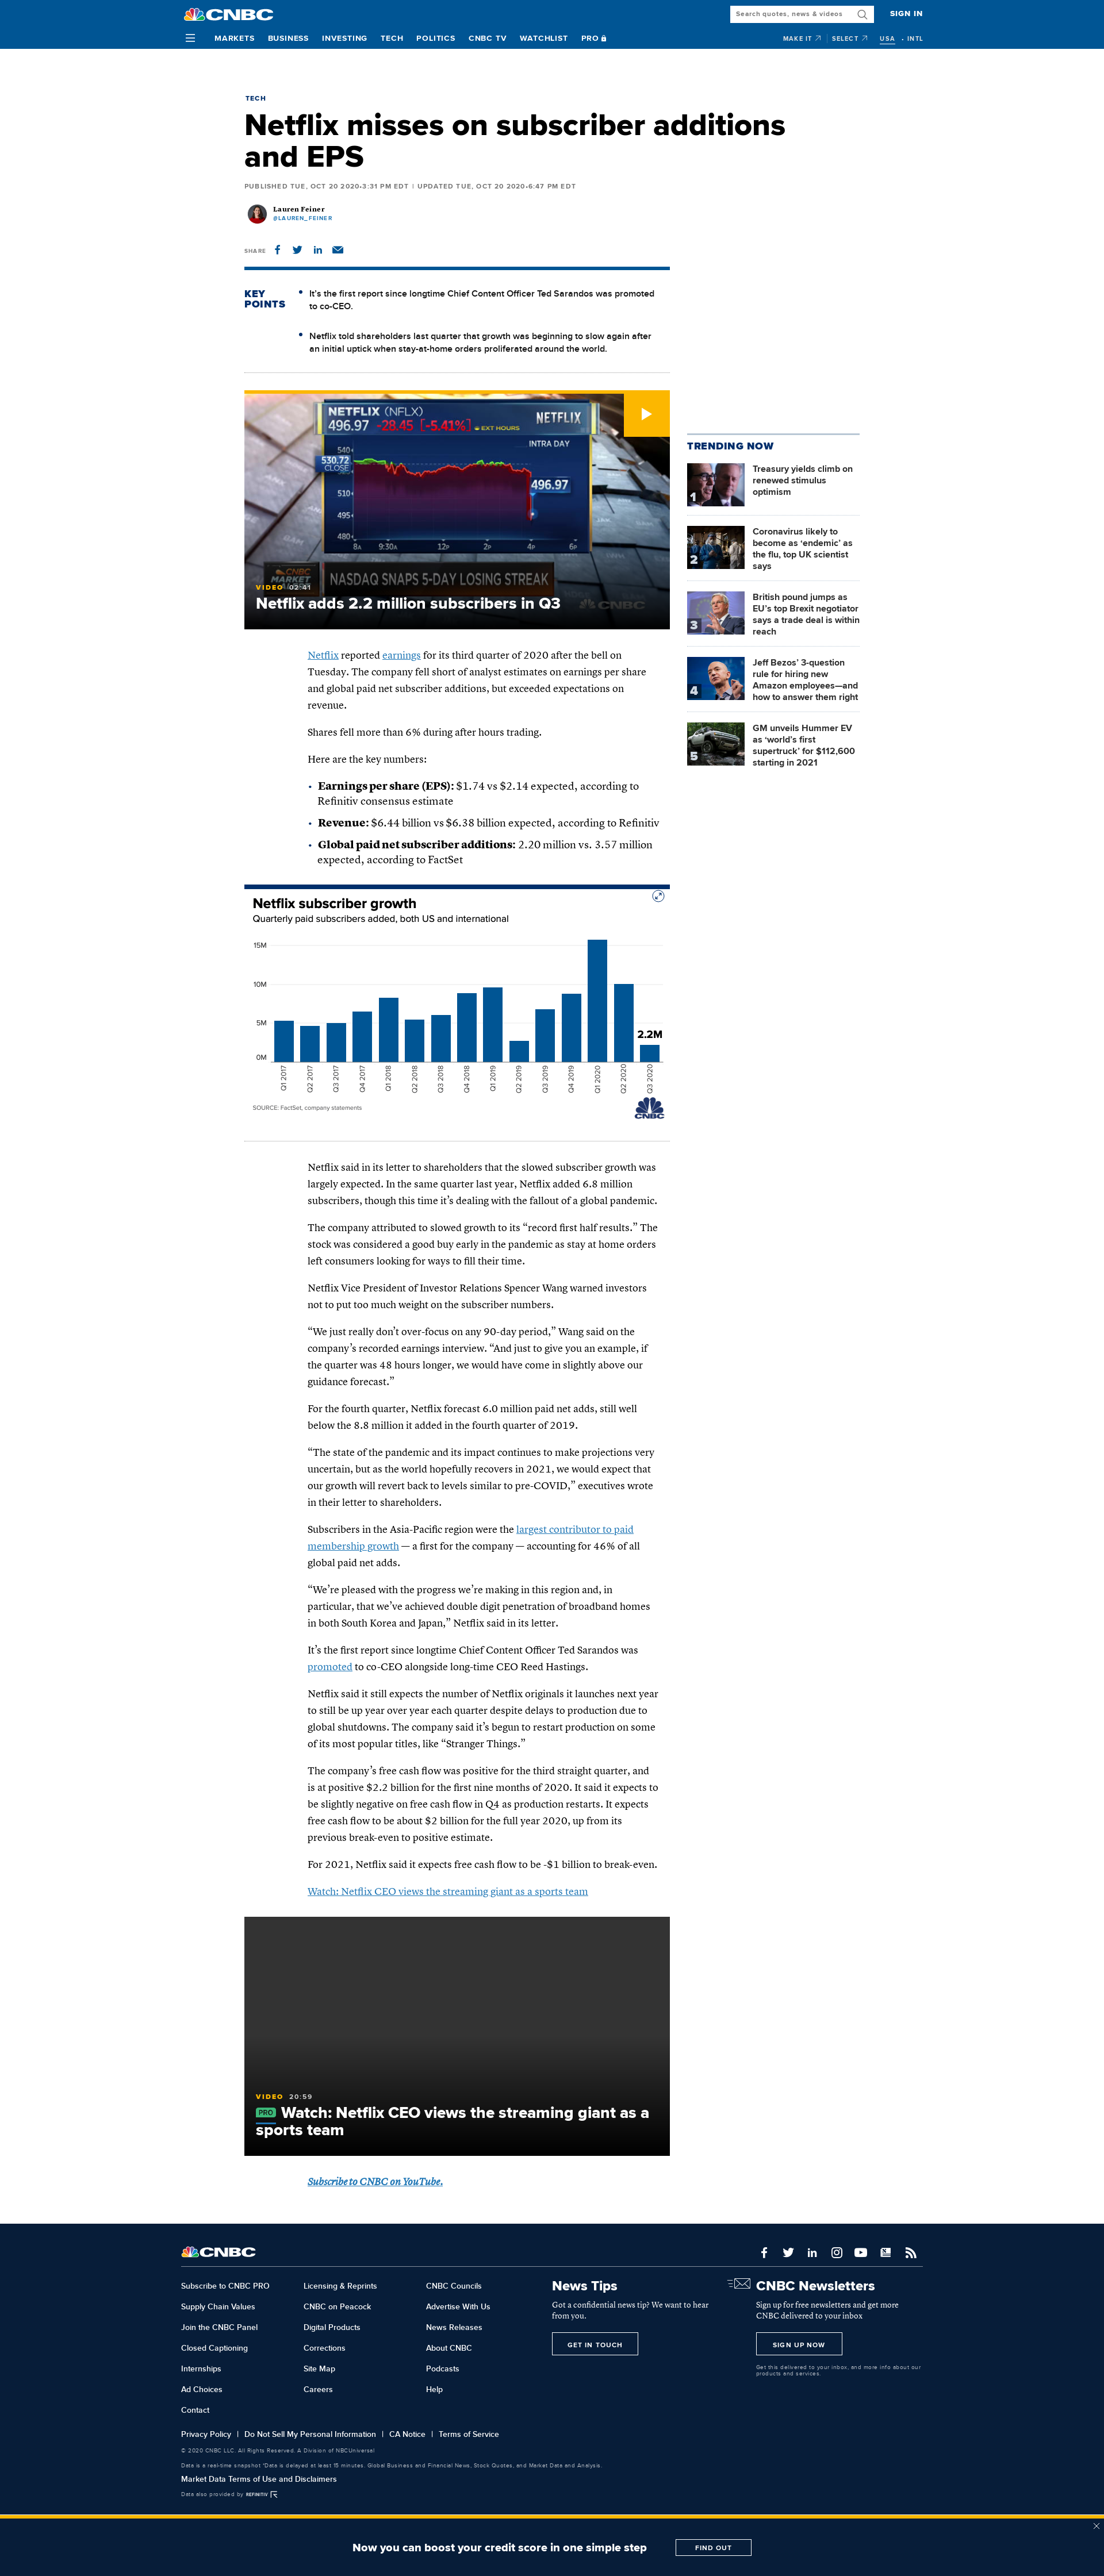 CNBC
Search quotes, news & videos
SIGN IN
MARKETS
BUSINESS
INVESTING
TECH
POLITICS
CNBC TV
WATCHLIST
PRO
MAKE IT
SELECT
USA
• INTL
TECH
Netflix misses on subscriber additions
and EPS
PUBLISHED TUE, OCT 20 2020•3:31 PM EDT | UPDATED TUE, OCT 20 2020•6:47 PM EDT
Lauren Feiner
@LAUREN_FEINER
SHARE
KEY
POINTS
It’s the first report since longtime Chief Content Officer Ted Sarandos was promoted
to co-CEO.
Netflix told shareholders last quarter that growth was beginning to slow again after
an initial uptick when stay-at-home orders proliferated around the world.
NETFLIX (NFLX)
496.97 -28.45 [-5.41%]
EXT HOURS
NETFLIX
INTRA DAY
540
530.72
CLOSE
510
496.97
495
480
8A 9:30A 12P 2P 4P 6P
CNBC
MARKET
NASDAQ SNAPS 5-DAY LOSING STREAK
VIDEO 02:41
Netflix adds 2.2 million subscribers in Q3
CNBC
TRENDING NOW
1
Treasury yields climb on
renewed stimulus
optimism
2
Coronavirus likely to
become as ‘endemic’ as
the flu, top UK scientist
says
3
British pound jumps as
EU’s top Brexit negotiator
says a trade deal is within
reach
4
Jeff Bezos’ 3-question
rule for hiring new
Amazon employees—and
how to answer them right
5
GM unveils Hummer EV
as ‘world’s first
supertruck’ for $112,600
starting in 2021
Netflix reported earnings for its third quarter of 2020 after the bell on
Tuesday. The company fell short of analyst estimates on earnings per share
and global paid net subscriber additions, but exceeded expectations on
revenue.
Shares fell more than 6% during after hours trading.
Here are the key numbers:
• Earnings per share (EPS): $1.74 vs $2.14 expected, according to
Refinitiv consensus estimate
• Revenue: $6.44 billion vs $6.38 billion expected, according to Refinitiv
• Global paid net subscriber additions: 2.20 million vs. 3.57 million
expected, according to FactSet
Netflix subscriber growth
Quarterly paid subscribers added, both US and international
15M
10M
5M
0M
2.2M
Q1 2017
Q2 2017
Q3 2017
Q4 2017
Q1 2018
Q2 2018
Q3 2018
Q4 2018
Q1 2019
Q2 2019
Q3 2019
Q4 2019
Q1 2020
Q2 2020
Q3 2020
SOURCE: FactSet, company statements
CNBC
Netflix said in its letter to shareholders that the slowed subscriber growth was
largely expected. In the same quarter last year, Netflix added 6.8 million
subscribers, though this time it’s dealing with the fallout of a global pandemic.
The company attributed to slowed growth to its “record first half results.” The
stock was considered a good buy early in the pandemic as stay at home orders
left consumers looking for ways to fill their time.
Netflix Vice President of Investor Relations Spencer Wang warned investors
not to put too much weight on the subscriber numbers.
“We just really don’t over-focus on any 90-day period,” Wang said on the
company’s recorded earnings interview. “And just to give you an example, if
the quarter was 48 hours longer, we would have come in slightly above our
guidance forecast.”
For the fourth quarter, Netflix forecast 6.0 million paid net adds, still well
below the 8.8 million it added in the fourth quarter of 2019.
“The state of the pandemic and its impact continues to make projections very
uncertain, but as the world hopefully recovers in 2021, we would expect that
our growth will revert back to levels similar to pre-COVID,” executives wrote
in their letter to shareholders.
Subscribers in the Asia-Pacific region were the largest contributor to paid
membership growth — a first for the company — accounting for 46% of all
global paid net adds.
“We’re pleased with the progress we’re making in this region and, in
particular, that we’ve achieved double digit penetration of broadband homes
in both South Korea and Japan,” Netflix said in its letter.
It’s the first report since longtime Chief Content Officer Ted Sarandos was
promoted to co-CEO alongside long-time CEO Reed Hastings.
Netflix said it still expects the number of Netflix originals it launches next year
to still be up year over year each quarter despite delays to production due to
global shutdowns. The company said it’s begun to restart production on some
of its most popular titles, like “Stranger Things.”
The company’s free cash flow was positive for the third straight quarter, and
is at positive $2.2 billion for the first nine months of 2020. It said it expects to
be slightly negative on free cash flow in Q4 as production restarts. It expects
free cash flow to be about $2 billion for the full year 2020, up from its
previous break-even to positive estimate.
For 2021, Netflix said it expects free cash flow to be -$1 billion to break-even.
Watch: Netflix CEO views the streaming giant as a sports team
VIDEO 20:59
PRO Watch: Netflix CEO views the streaming giant as a
sports team
Subscribe to CNBC on YouTube.
CNBC
Subscribe to CNBC PRO
Supply Chain Values
Join the CNBC Panel
Closed Captioning
Internships
Ad Choices
Contact
Licensing & Reprints
CNBC on Peacock
Digital Products
Corrections
Site Map
Careers
CNBC Councils
Advertise With Us
News Releases
About CNBC
Podcasts
Help
News Tips
Got a confidential news tip? We want to hear
from you.
GET IN TOUCH
CNBC Newsletters
Sign up for free newsletters and get more
CNBC delivered to your inbox
SIGN UP NOW
Get this delivered to your inbox, and more info about our
products and services.
Privacy Policy | Do Not Sell My Personal Information | CA Notice | Terms of Service
© 2020 CNBC LLC. All Rights Reserved. A Division of NBCUniversal
Data is a real-time snapshot *Data is delayed at least 15 minutes. Global Business and Financial News, Stock Quotes, and Market Data and Analysis.
Market Data Terms of Use and Disclaimers
Data also provided by REFINITIV
Now you can boost your credit score in one simple step
FIND OUT